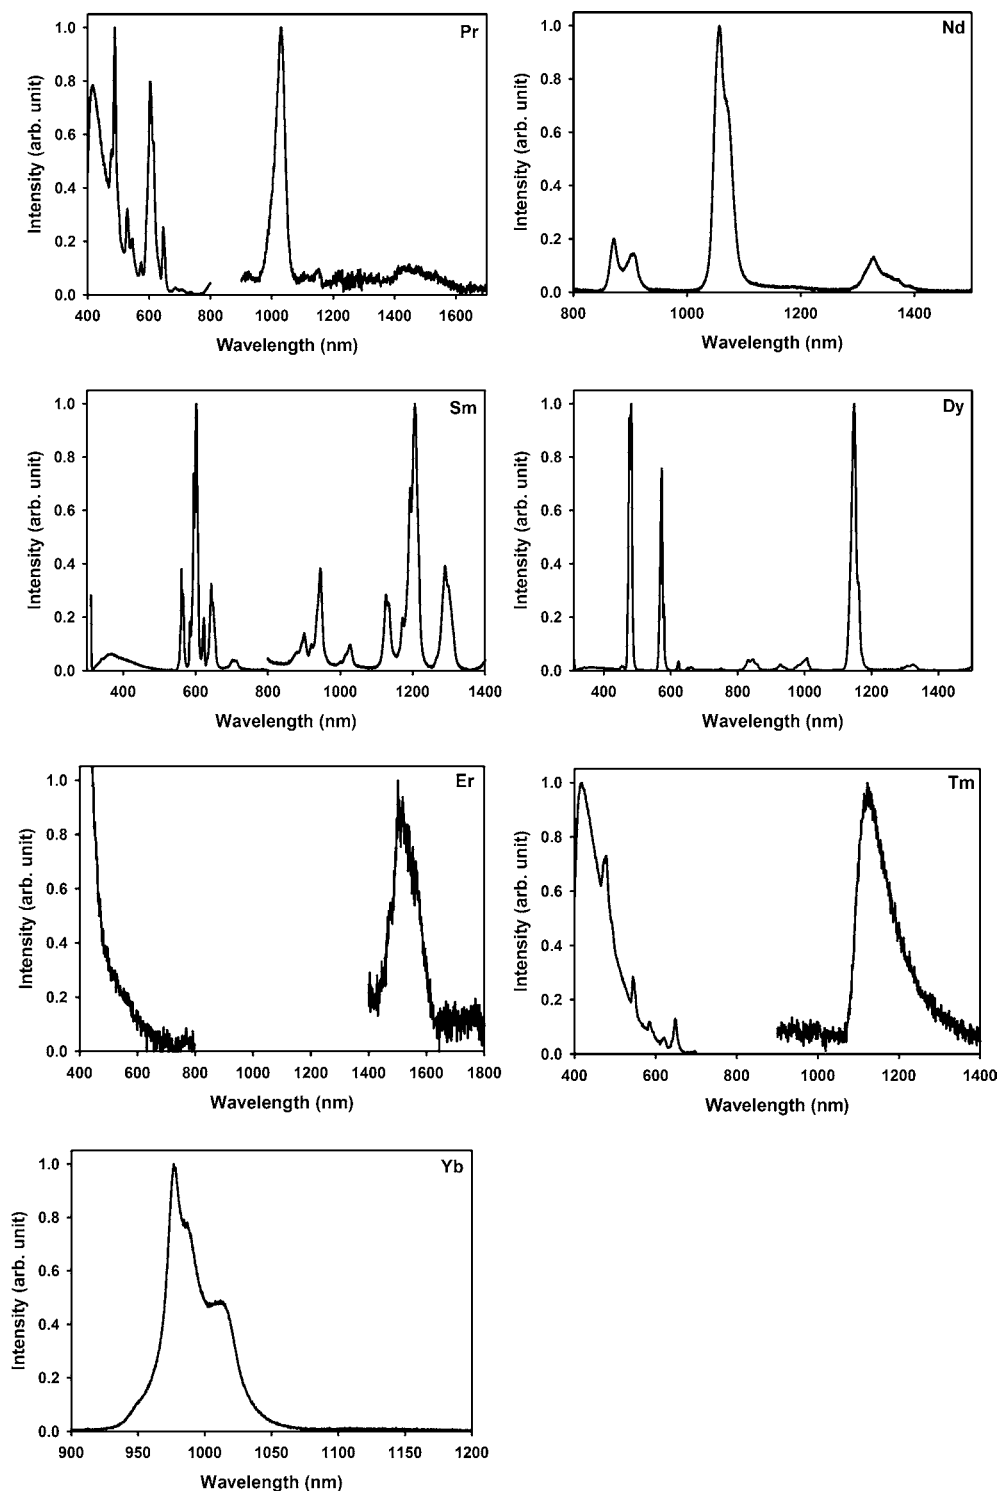 Pr
Intensity (arb. unit)
1.0
0.8
0.6
0.4
0.2
0.0
400 600 800 1000 1200 1400 1600
Wavelength (nm)
Nd
Intensity (arb. unit)
1.0
0.8
0.6
0.4
0.2
0.0
800 1000 1200 1400
Wavelength (nm)
Sm
Intensity (arb. unit)
1.0
0.8
0.6
0.4
0.2
0.0
400 600 800 1000 1200 1400
Wavelength (nm)
Dy
Intensity (arb. unit)
1.0
0.8
0.6
0.4
0.2
0.0
400 600 800 1000 1200 1400
Wavelength (nm)
Er
Intensity (arb. unit)
1.0
0.8
0.6
0.4
0.2
0.0
400 600 800 1000 1200 1400 1600 1800
Wavelength (nm)
Tm
Intensity (arb. unit)
1.0
0.8
0.6
0.4
0.2
0.0
400 600 800 1000 1200 1400
Wavelength (nm)
Yb
Intensity (arb. unit)
1.0
0.8
0.6
0.4
0.2
0.0
900 950 1000 1050 1100 1150 1200
Wavelength (nm)